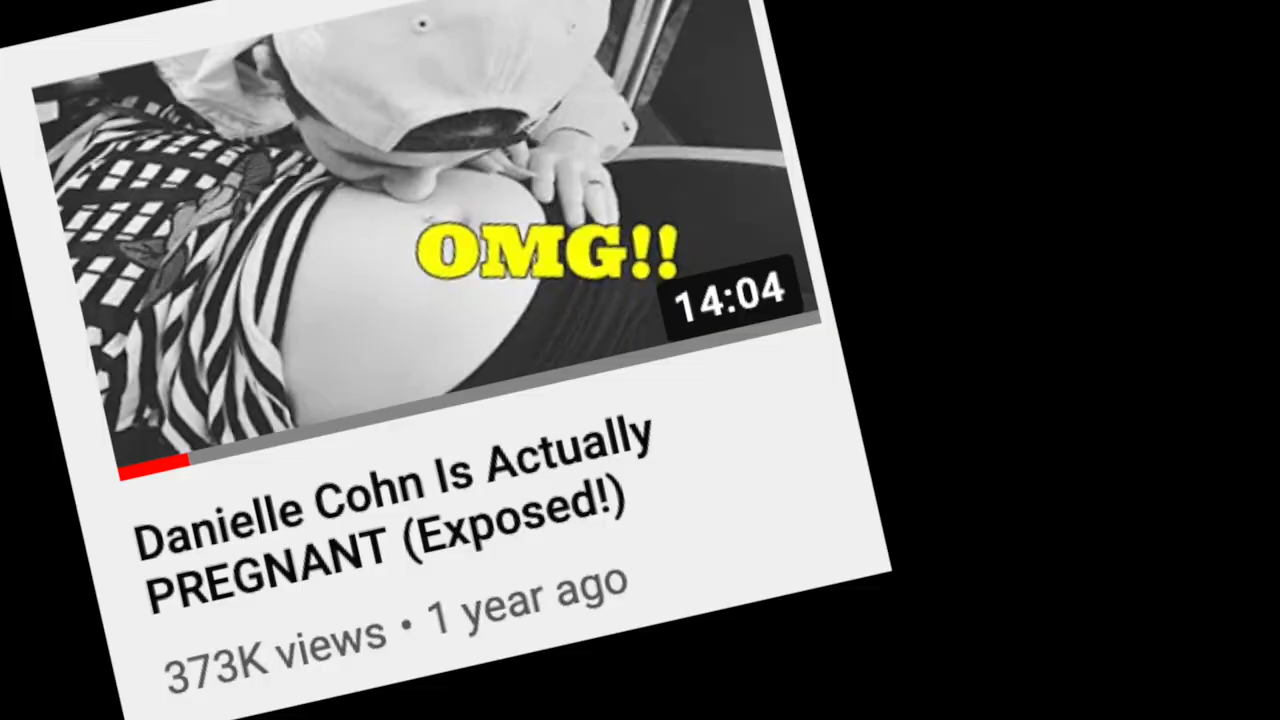 OMG!!
14:04
Danielle Cohn Is Actually
PREGNANT (Exposed!)
373K views • 1 year ago